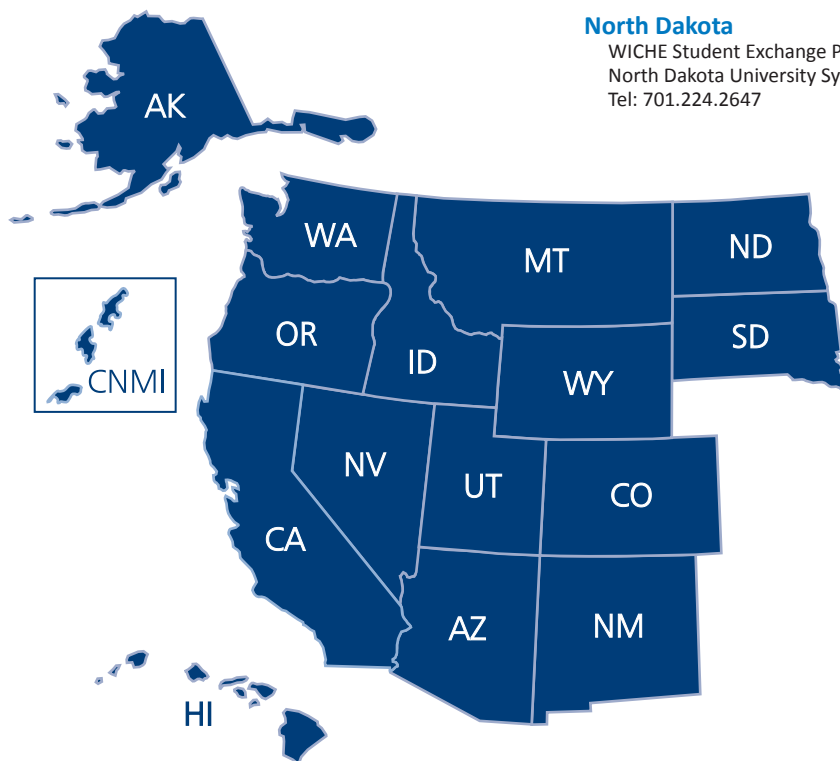 North Dakota
WICHE Student Exchange
North Dakota University
Tel: 701.224.2647
AK
WA
MT
ND
OR
ID
SD
CNMI
WY
NV
UT
CO
CA
AZ
NM
HI